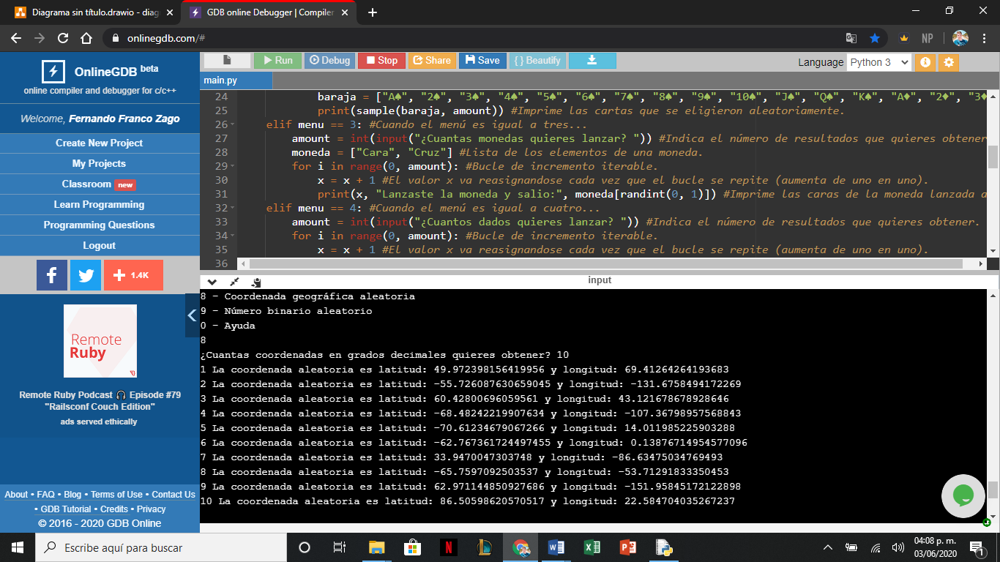 Diagrama sin título.drawio - diag
GDB online Debugger | Compiler
onlinegdb.com/#
NP
OnlineGDB beta
online compiler and debugger for c/c++
Welcome, Fernando Franco Zago
Create New Project
My Projects
Classroom new
Learn Programming
Programming Questions
Logout
1.4K
Remote
Ruby
Remote Ruby Podcast 🎧 Episode #79
"Railsconf Couch Edition"
ads served ethically
About • FAQ • Blog • Terms of Use • Contact Us
• GDB Tutorial • Credits • Privacy
© 2016 - 2020 GDB Online
Run Debug Stop Share Save { } Beautify
Language Python 3
main.py
24 baraja = ["A♠", "2♠", "3♠", "4♠", "5♠", "6♠", "7♠", "8♠", "9♠", "10♠", "J♠", "Q♠", "K♠", "A♦", "2♦", "3♦
25 print(sample(baraja, amount)) #Imprime las cartas que se eligieron aleatoriamente.
26 elif menu == 3: #Cuando el menú es igual a tres...
27 amount = int(input("¿Cuantas monedas quieres lanzar? ")) #Indica el número de resultados que quieres obtener
28 moneda = ["Cara", "Cruz"] #Lista de los elementos de una moneda.
29 for i in range(0, amount): #Bucle de incremento iterable.
30 x = x + 1 #El valor x va reasignandose cada vez que el bucle se repite (aumenta de uno en uno).
31 print(x, "Lanzaste la moneda y salio:", moneda[randint(0, 1)]) #Imprime las caras de la moneda lanzada a
32 elif menu == 4: #Cuando el menú es igual a cuatro...
33 amount = int(input("¿Cuantos dados quieres lanzar? ")) #Indica el número de resultados que quieres obtener.
34 for i in range(0, amount): #Bucle de incremento iterable.
35 x = x + 1 #El valor x va reasignandose cada vez que el bucle se repite (aumenta de uno en uno).
36
input
8 - Coordenada geográfica aleatoria
9 - Número binario aleatorio
0 - Ayuda
8
¿Cuantas coordenadas en grados decimales quieres obtener? 10
1 La coordenada aleatoria es latitud: 49.972398156419956 y longitud: 69.41264264193683
2 La coordenada aleatoria es latitud: -55.726087630659045 y longitud: -131.6758494172269
3 La coordenada aleatoria es latitud: 60.42800696059561 y longitud: 43.121678678928646
4 La coordenada aleatoria es latitud: -68.48242219907634 y longitud: -107.36798957568843
5 La coordenada aleatoria es latitud: -70.61234679067266 y longitud: 14.011985225903288
6 La coordenada aleatoria es latitud: -62.767361724497455 y longitud: 0.13876714954577096
7 La coordenada aleatoria es latitud: 33.9470047303748 y longitud: -86.63475034769493
8 La coordenada aleatoria es latitud: -65.7597092503537 y longitud: -53.71291833350453
9 La coordenada aleatoria es latitud: 62.971144850927686 y longitud: -151.95845172122898
10 La coordenada aleatoria es latitud: 86.50598620570517 y longitud: 22.584704035267237
Escribe aquí para buscar
04:08 p. m.
03/06/2020
1